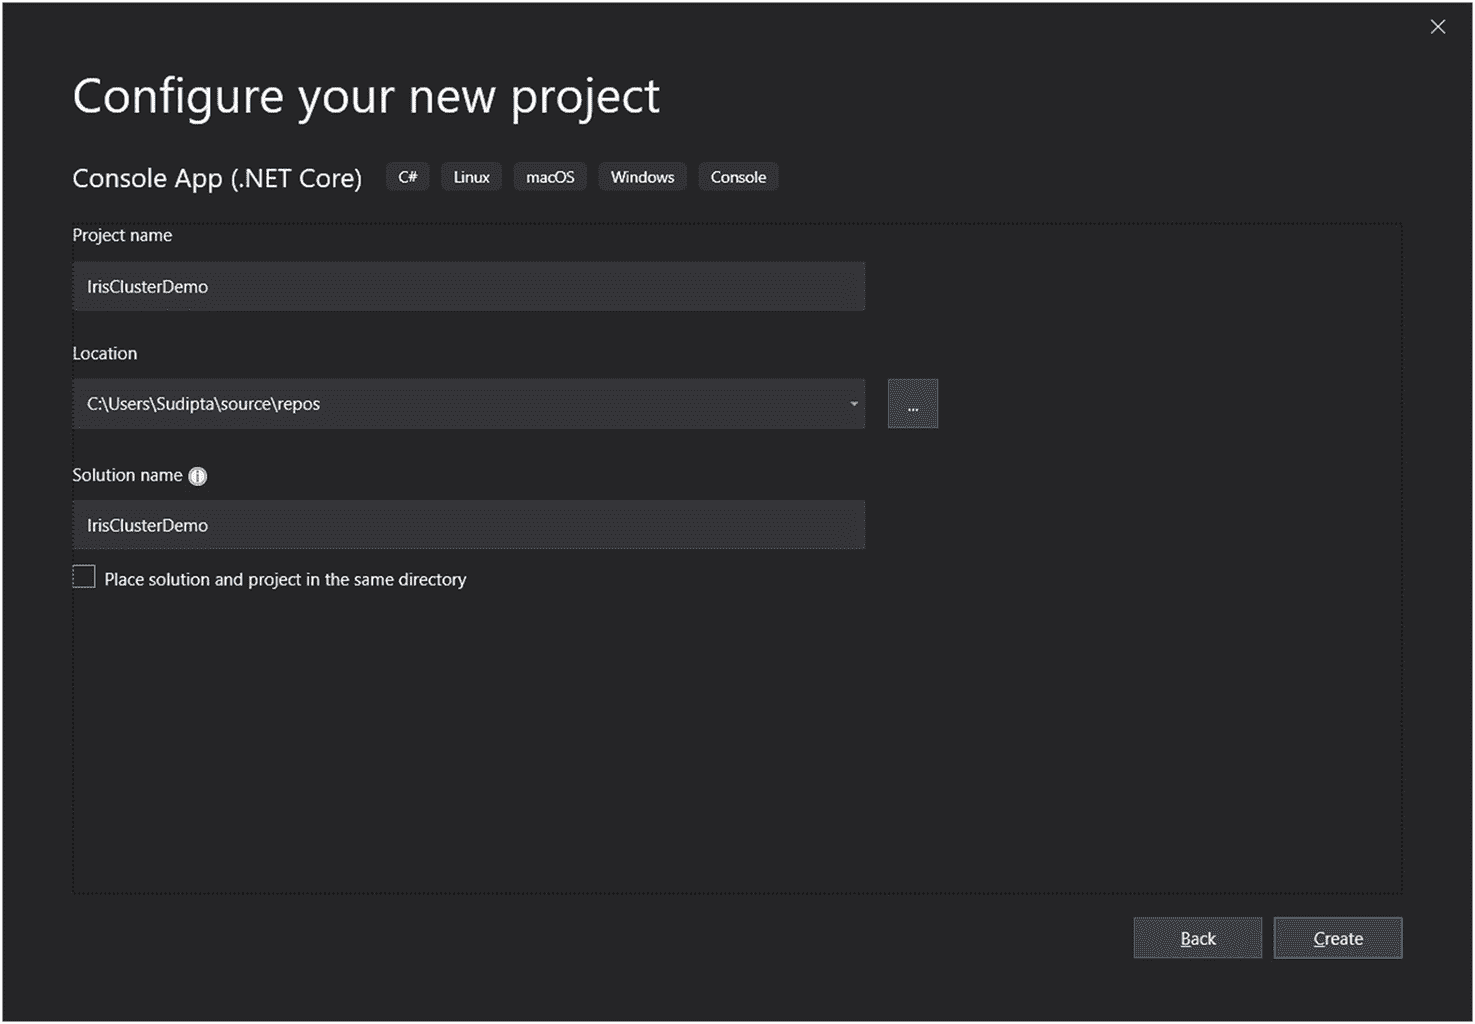 Configure your new project
Console App (.NET Core) C# Linux macOS Windows Console
Project name
IrisClusterDemo
Location
C:\Users\Sudipta\source\repos
...
Solution name
IrisClusterDemo
Place solution and project in the same directory
Back Create